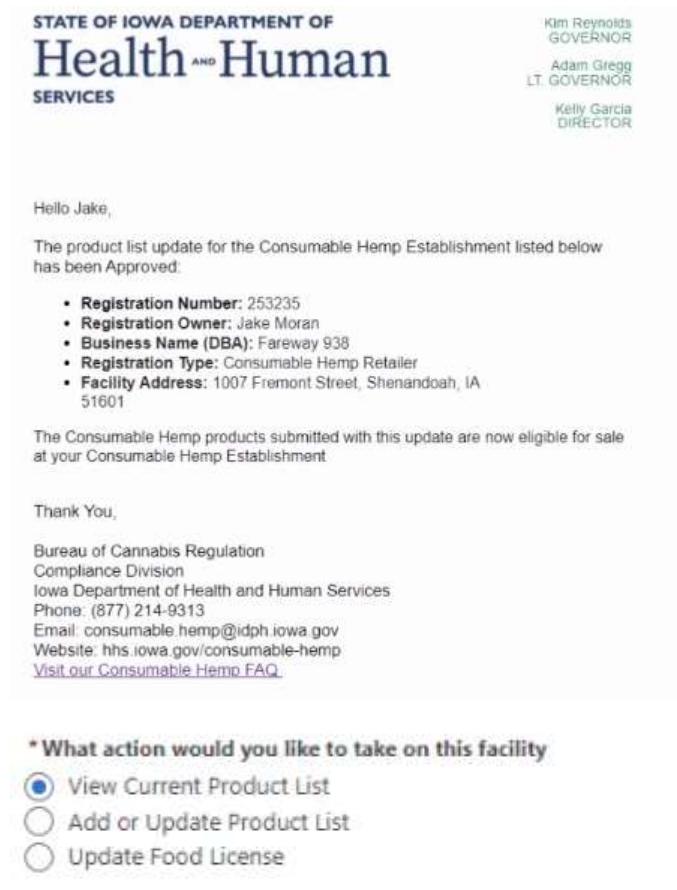 STATE OF IOWA DEPARTMENT OF
Health AND Human
SERVICES
Kim Reynolds
GOVERNOR
Adam Gregg
LT. GOVERNOR
Kelly Garcia
DIRECTOR
Hello Jake,
The product list update for the Consumable Hemp Establishment listed below
has been Approved:
• Registration Number: 253235
• Registration Owner: Jake Moran
• Business Name (DBA): Fareway 938
• Registration Type: Consumable Hemp Retailer
• Facility Address: 1007 Fremont Street, Shenandoah, IA
51601
The Consumable Hemp products submitted with this update are now eligible for sale
at your Consumable Hemp Establishment
Thank You,
Bureau of Cannabis Regulation
Compliance Division
Iowa Department of Health and Human Services
Phone: (877) 214-9313
Email: consumable.hemp@idph.iowa.gov
Website: hhs.iowa.gov/consumable-hemp
Visit our Consumable Hemp FAQ
*What action would you like to take on this facility
View Current Product List
Add or Update Product List
Update Food License